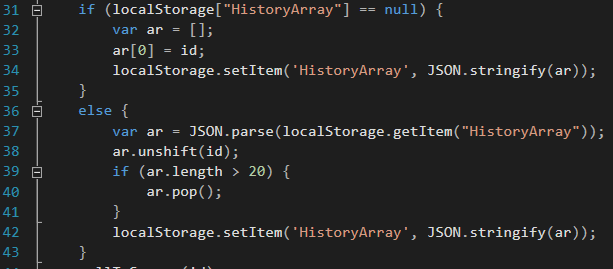 31 if (localStorage["HistoryArray"] == null) {
32 var ar = [];
33 ar[0] = id;
34 localStorage.setItem('HistoryArray', JSON.stringify(ar));
35 }
36 else {
37 var ar = JSON.parse(localStorage.getItem("HistoryArray"));
38 ar.unshift(id);
39 if (ar.length > 20) {
40 ar.pop();
41 }
42 localStorage.setItem('HistoryArray', JSON.stringify(ar));
43 }